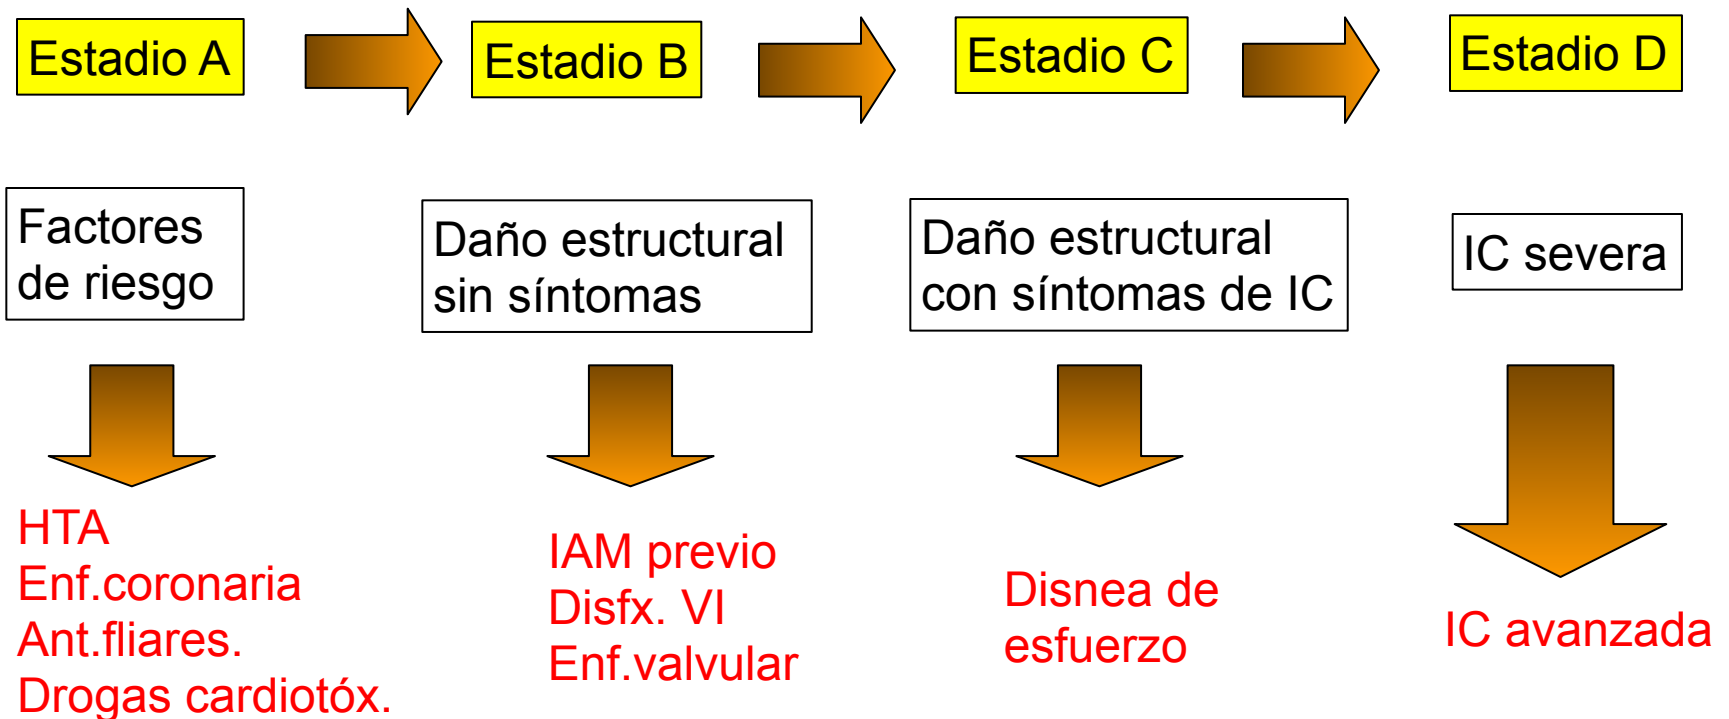 Estadio A
Estadio B
Estadio C
Estadio D
Factores
de riesgo
Daño estructural
sin síntomas
Daño estructural
con síntomas de IC
IC severa
HTA
Enf.coronaria
Ant.fliares.
Drogas cardiotóx.
IAM previo
Disfx. VI
Enf.valvular
Disnea de
esfuerzo
IC avanzada